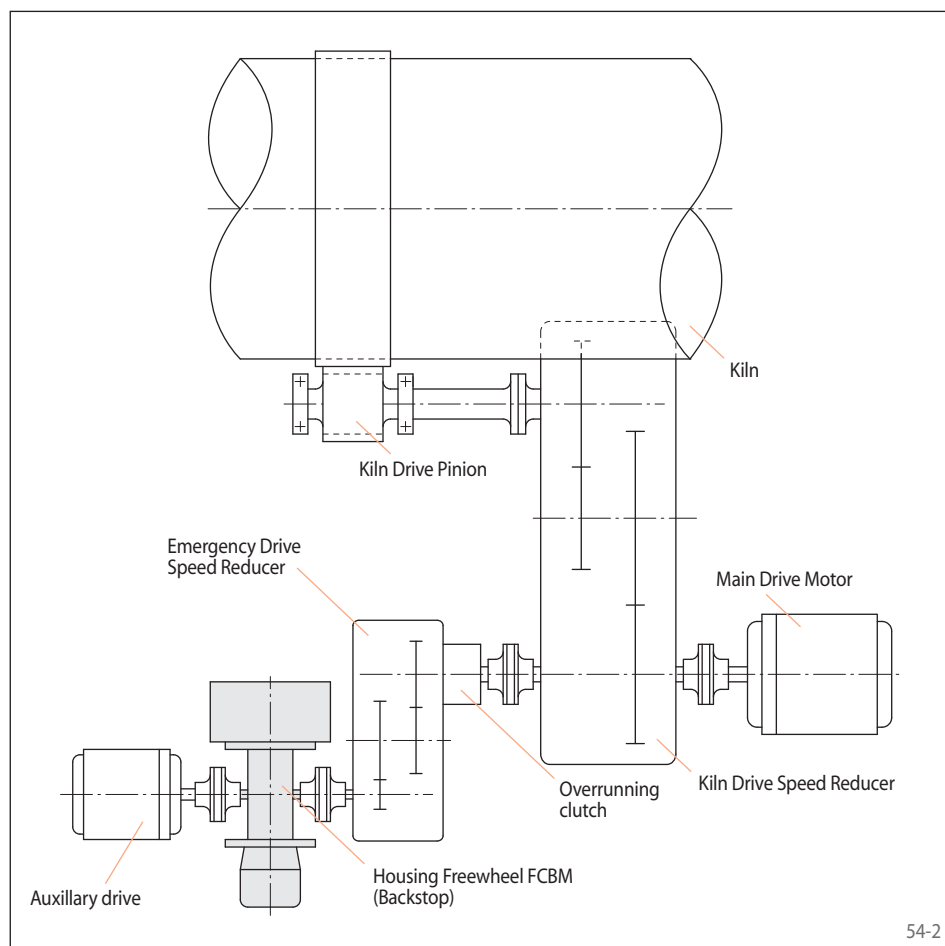 Kiln
Kiln Drive Pinion
Emergency Drive
Speed Reducer
Main Drive Motor
Overrunning
clutch
Kiln Drive Speed Reducer
Housing Freewheel FCBM
(Backstop)
Auxillary drive
54-2